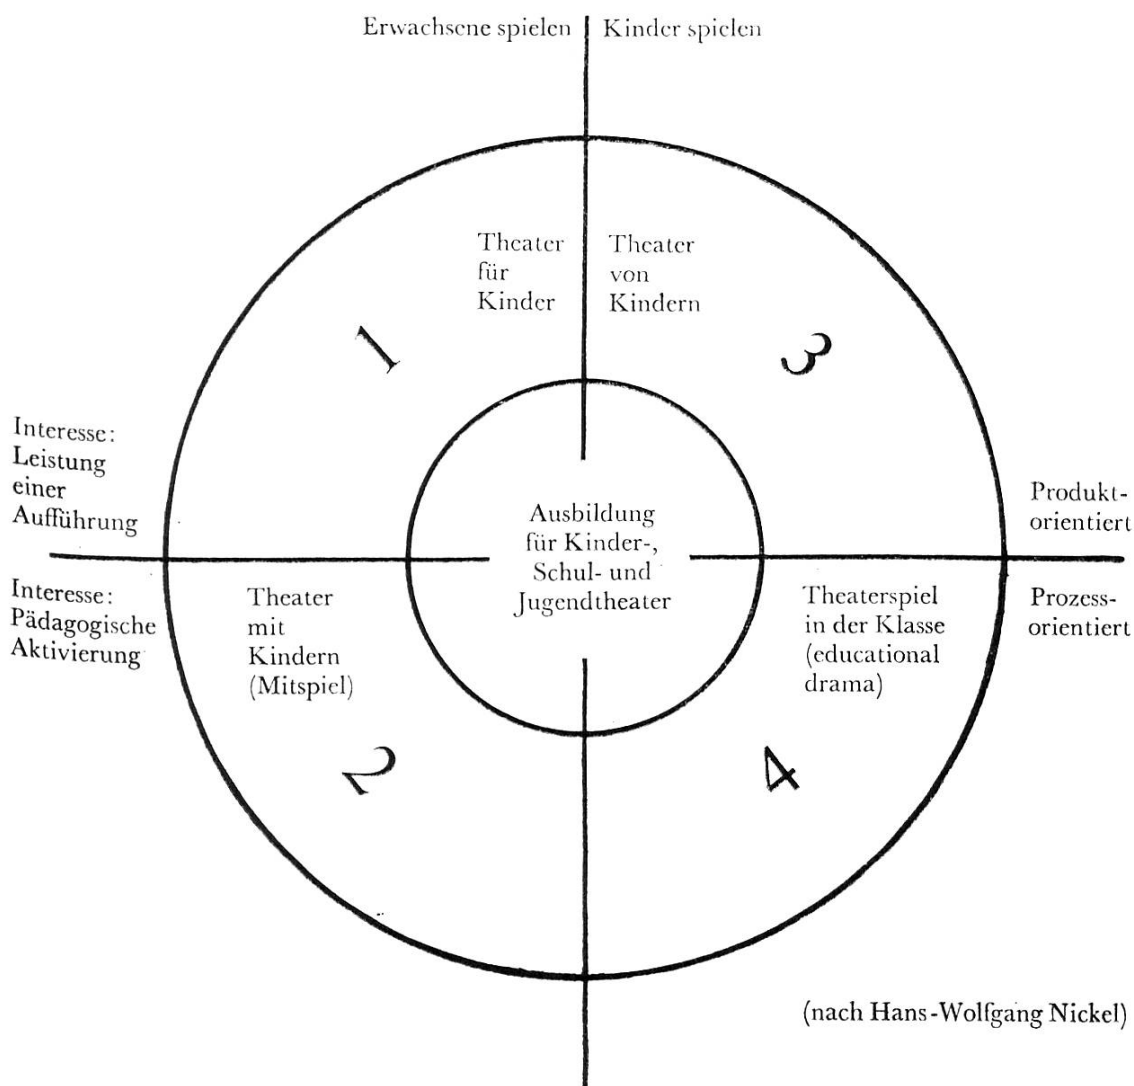 Erwachsene spielen
Kinder spielen
Theater
für
Kinder
Theater
von
Kindern
1
3
Interesse:
Leistung
einer
Aufführung
Produkt-
orientiert
Ausbildung
für Kinder-,
Schul- und
Jugendtheater
Interesse:
Pädagogische
Aktivierung
Theater
mit
Kindern
(Mitspiel)
Theaterspiel
in der Klasse
(educational
drama)
Prozess-
orientiert
2
4
(nach Hans-Wolfgang Nickel)